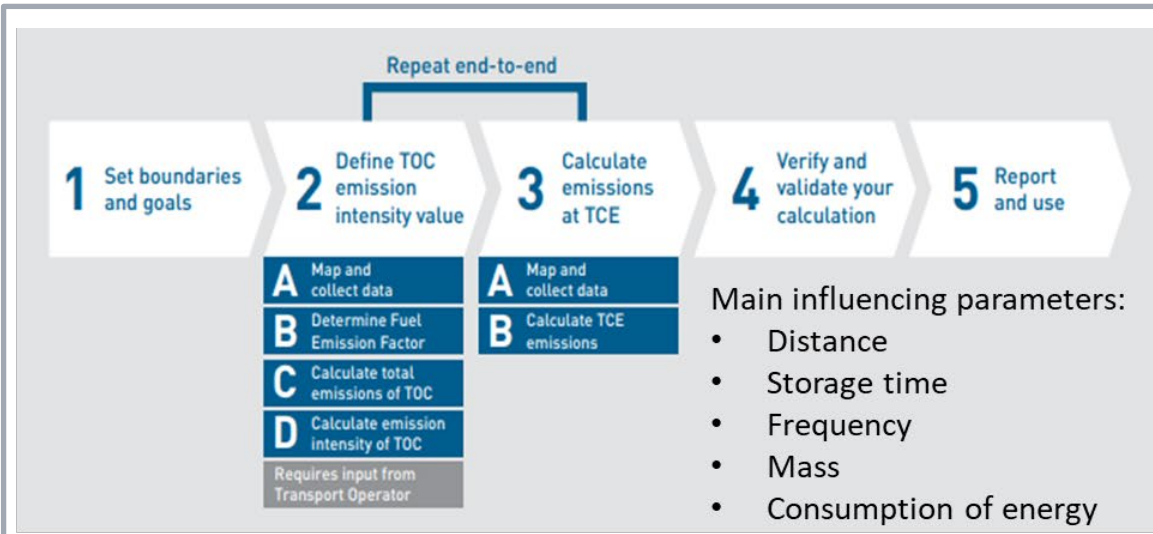 Repeat end-to-end
1 Set boundaries
and goals
2 Define TOC
emission
intensity value
A Map and
collect data
B Determine Fuel
Emission Factor
C Calculate total
emissions of TOC
D Calculate emission
intensity of TOC
Requires input from
Transport Operator
3 Calculate
emissions
at TCE
A Map and
collect data
B Calculate TCE
emissions
4 Verify and
validate your
calculation
5 Report
and use
Main influencing parameters:
• Distance
• Storage time
• Frequency
• Mass
• Consumption of energy